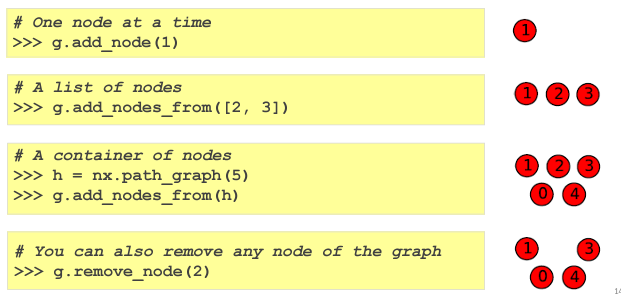 # One node at a time
>>> g.add_node(1)
1
# A list of nodes
>>> g.add_nodes_from([2, 3])
1 2 3
# A container of nodes
>>> h = nx.path_graph(5)
>>> g.add_nodes_from(h)
1 2 3
0 4
# You can also remove any node of the graph
>>> g.remove_node(2)
1 3
0 4
14